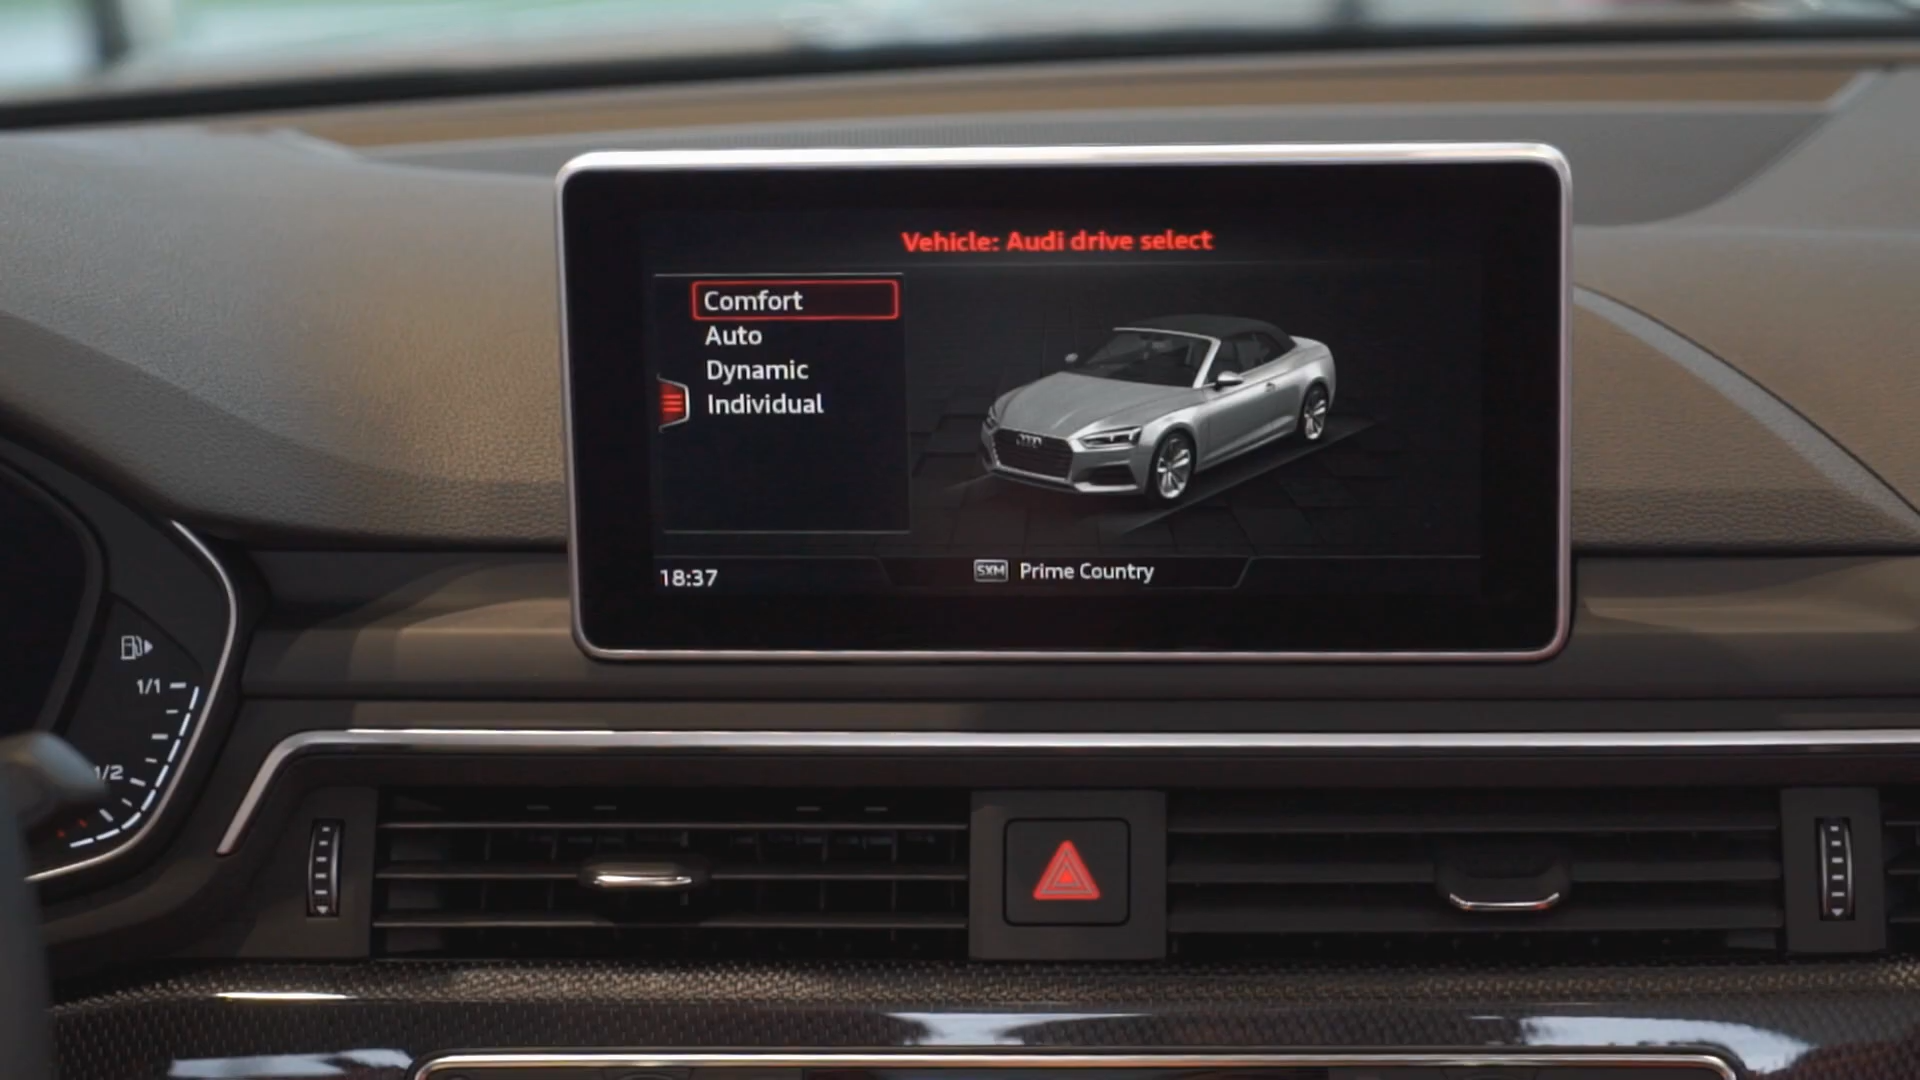 Vehicle: Audi drive select
Comfort
Auto
Dynamic
Individual
18:37
SXM Prime Country
1/1
1/2